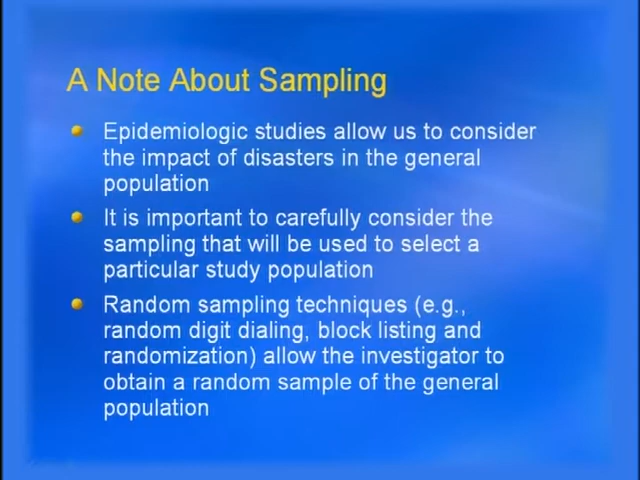 A Note About Sampling
Epidemiologic studies allow us to consider
the impact of disasters in the general
population
It is important to carefully consider the
sampling that will be used to select a
particular study population
Random sampling techniques (e.g.,
random digit dialing, block listing and
randomization) allow the investigator to
obtain a random sample of the general
population